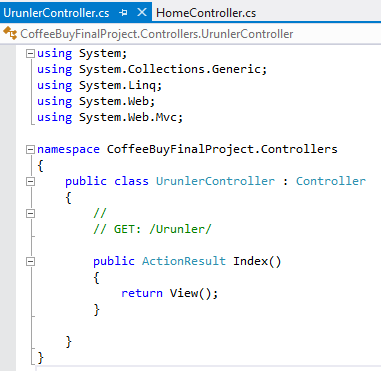 UrunlerController.cs HomeController.cs
CoffeeBuyFinalProject.Controllers.UrunlerController
using System;
using System.Collections.Generic;
using System.Linq;
using System.Web;
using System.Web.Mvc;
namespace CoffeeBuyFinalProject.Controllers
{
    public class UrunlerController : Controller
    {
        //
        // GET: /Urunler/
        public ActionResult Index()
        {
            return View();
        }
    }
}